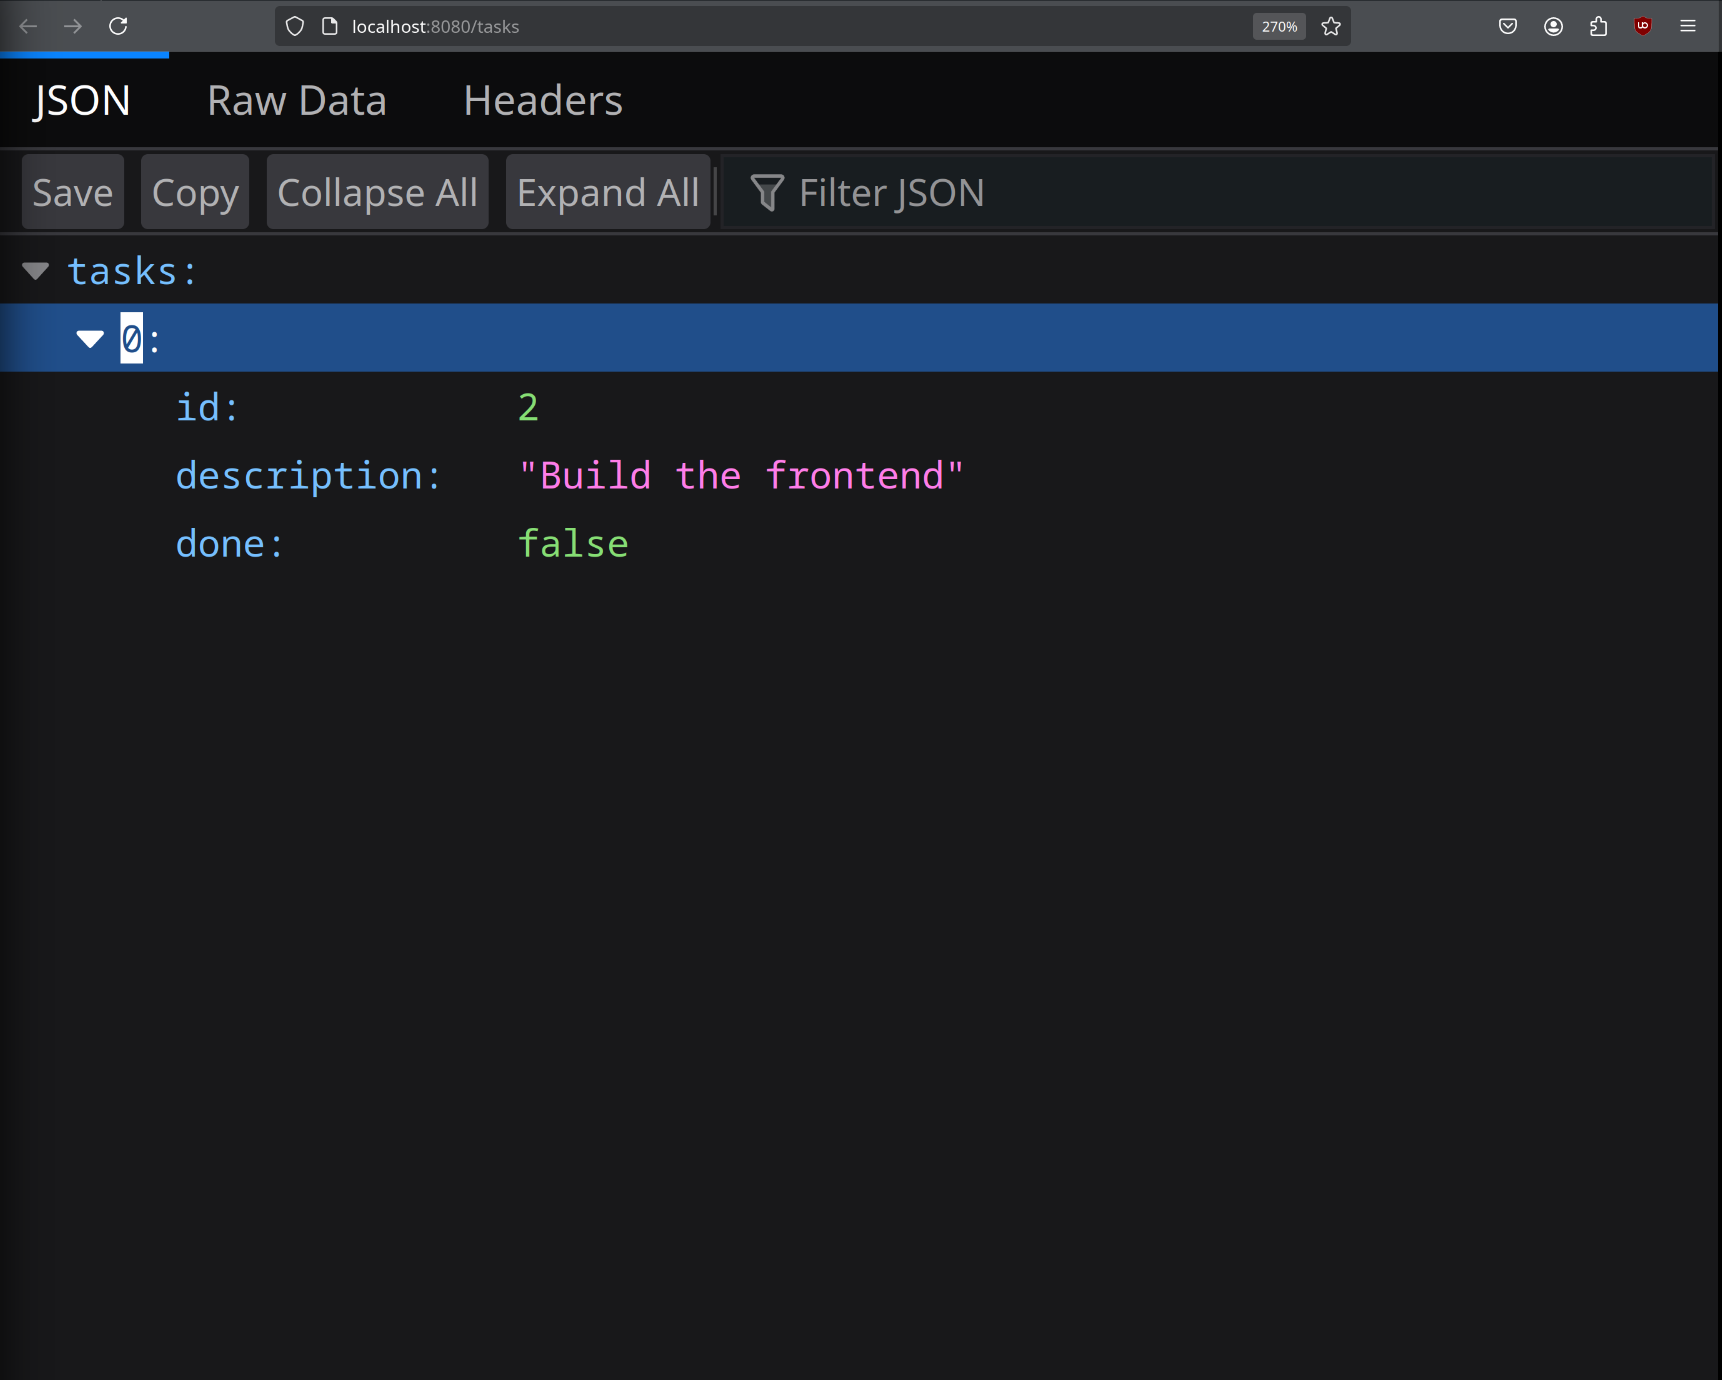 localhost:8080/tasks 270%
JSON Raw Data Headers
Save Copy Collapse All Expand All Filter JSON
tasks:
0:
id: 2
description: "Build the frontend"
done: false